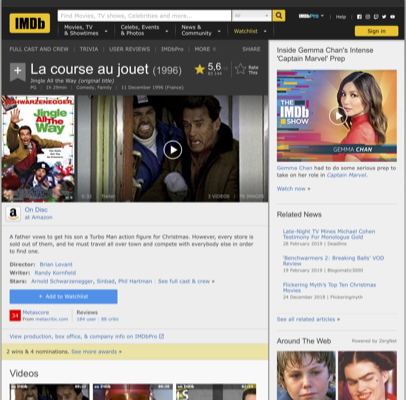 IMDb
Find Movies, TV shows, Celebrities and more...
All
IMDbPro
Help
Movies, TV & Showtimes
Celebs, Events & Photos
News & Community
Watchlist
Sign in
FULL CAST AND CREW | TRIVIA | USER REVIEWS | IMDbPro | MORE
SHARE
La course au jouet (1996)
Jingle All the Way (original title)
5,6
Rate This
1h 29min | Comedy, Family | 11 December 1996 (France)
SCHWARZENEGGER
Jingle All the Way
3 VIDEOS
On Disc
at Amazon
A father vows to get his son a Turbo Man action figure for Christmas. However, every store is
sold out of them, and he must travel all over town and compete with everybody else in order
to find one.
Director: Brian Levant
Writer: Randy Kornfield
Stars: Arnold Schwarzenegger, Sinbad, Phil Hartman | See full cast & crew »
+ Add to Watchlist
34
Metascore
From metacritic.com
Reviews
184 user | 88 critic
View production, box office, & company info on IMDbPro
2 wins & 4 nominations. See more awards »
Videos
Inside Gemma Chan's Intense
'Captain Marvel' Prep
THE IMDb SHOW
GEMMA CHAN
Gemma Chan had to do some serious prep to
take on her role in Captain Marvel.
Watch now »
Related News
Late-Night TV Mines Michael Cohen
Testimony For Monologue Gold
28 February 2019 | Deadline
'Benchwarmers 2: Breaking Balls' VOD
Review
19 February 2019 | Blogomatic3000
Flickering Myth's Top Ten Christmas
Movies
24 December 2018 | Flickeringmyth
See all related articles »
Around The Web
Powered by ZergNet